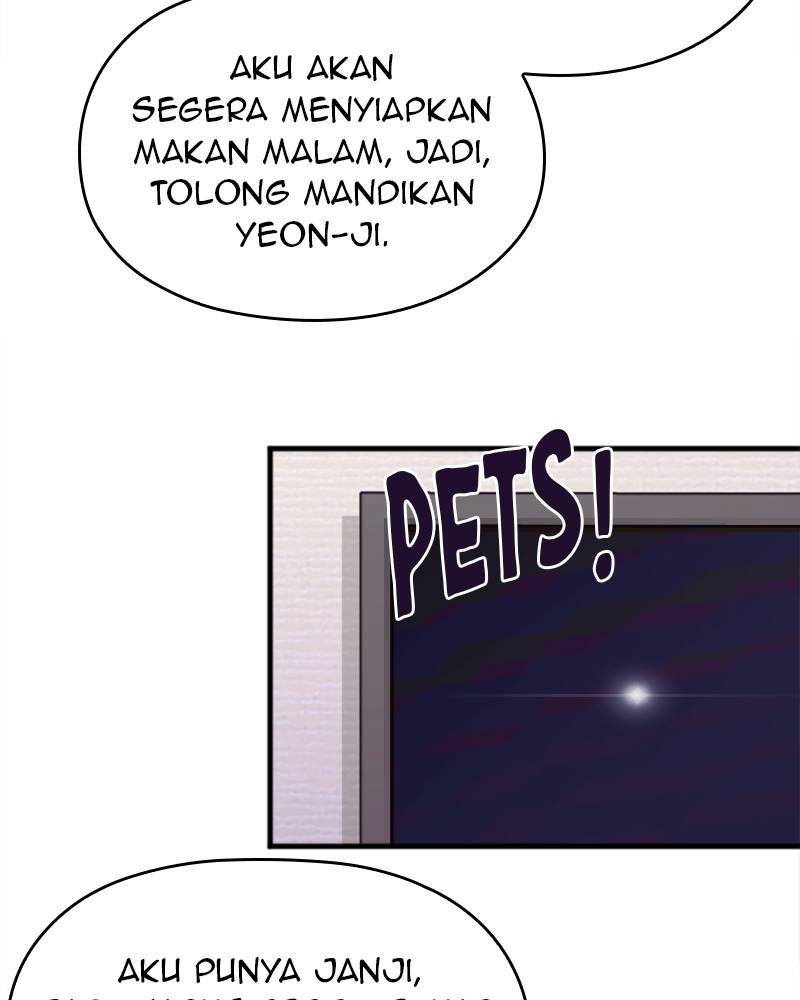 AKU AKAN
SEGERA MENYIAPKAN
MAKAN MALAM, JADI,
TOLONG MANDIKAN
YEON-JI.
PETS!
AKU PUNYA JANJI,